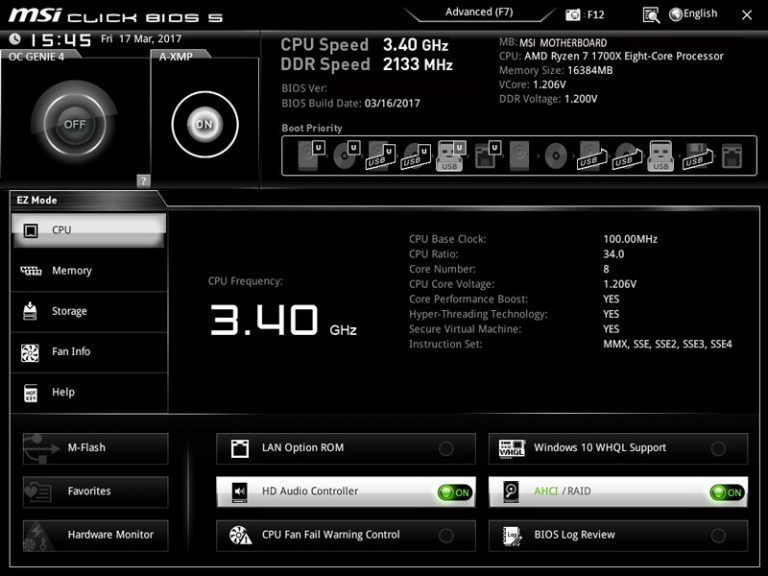 msi CLICK BIOS 5
Advanced (F7)
: F12
English
15:45 Fri 17 Mar, 2017
OC GENIE 4
A-XMP
OFF
ON
?
CPU Speed 3.40 GHz
DDR Speed 2133 MHz
BIOS Ver:
BIOS Build Date: 03/16/2017
MB: MSI MOTHERBOARD
CPU: AMD Ryzen 7 1700X Eight-Core Processor
Memory Size: 16384MB
VCore: 1.206V
DDR Voltage: 1.200V
Boot Priority
U U USB U USB U USB U U USB USB USB USB
EZ Mode
CPU
Memory
Storage
Fan Info
HOT KEY Help
CPU Frequency:
3.40 GHz
CPU Base Clock: 100.00MHz
CPU Ratio: 34.0
Core Number: 8
CPU Core Voltage: 1.206V
Core Performance Boost: YES
Hyper-Threading Technology: YES
Secure Virtual Machine: YES
Instruction Set: MMX, SSE, SSE2, SSE3, SSE4
M-Flash
Favorites
Hardware Monitor
LAN Option ROM
HD Audio Controller ON
CPU Fan Fail Warning Control
WHQL Windows 10 WHQL Support
AHCI /RAID ON
Log BIOS Log Review